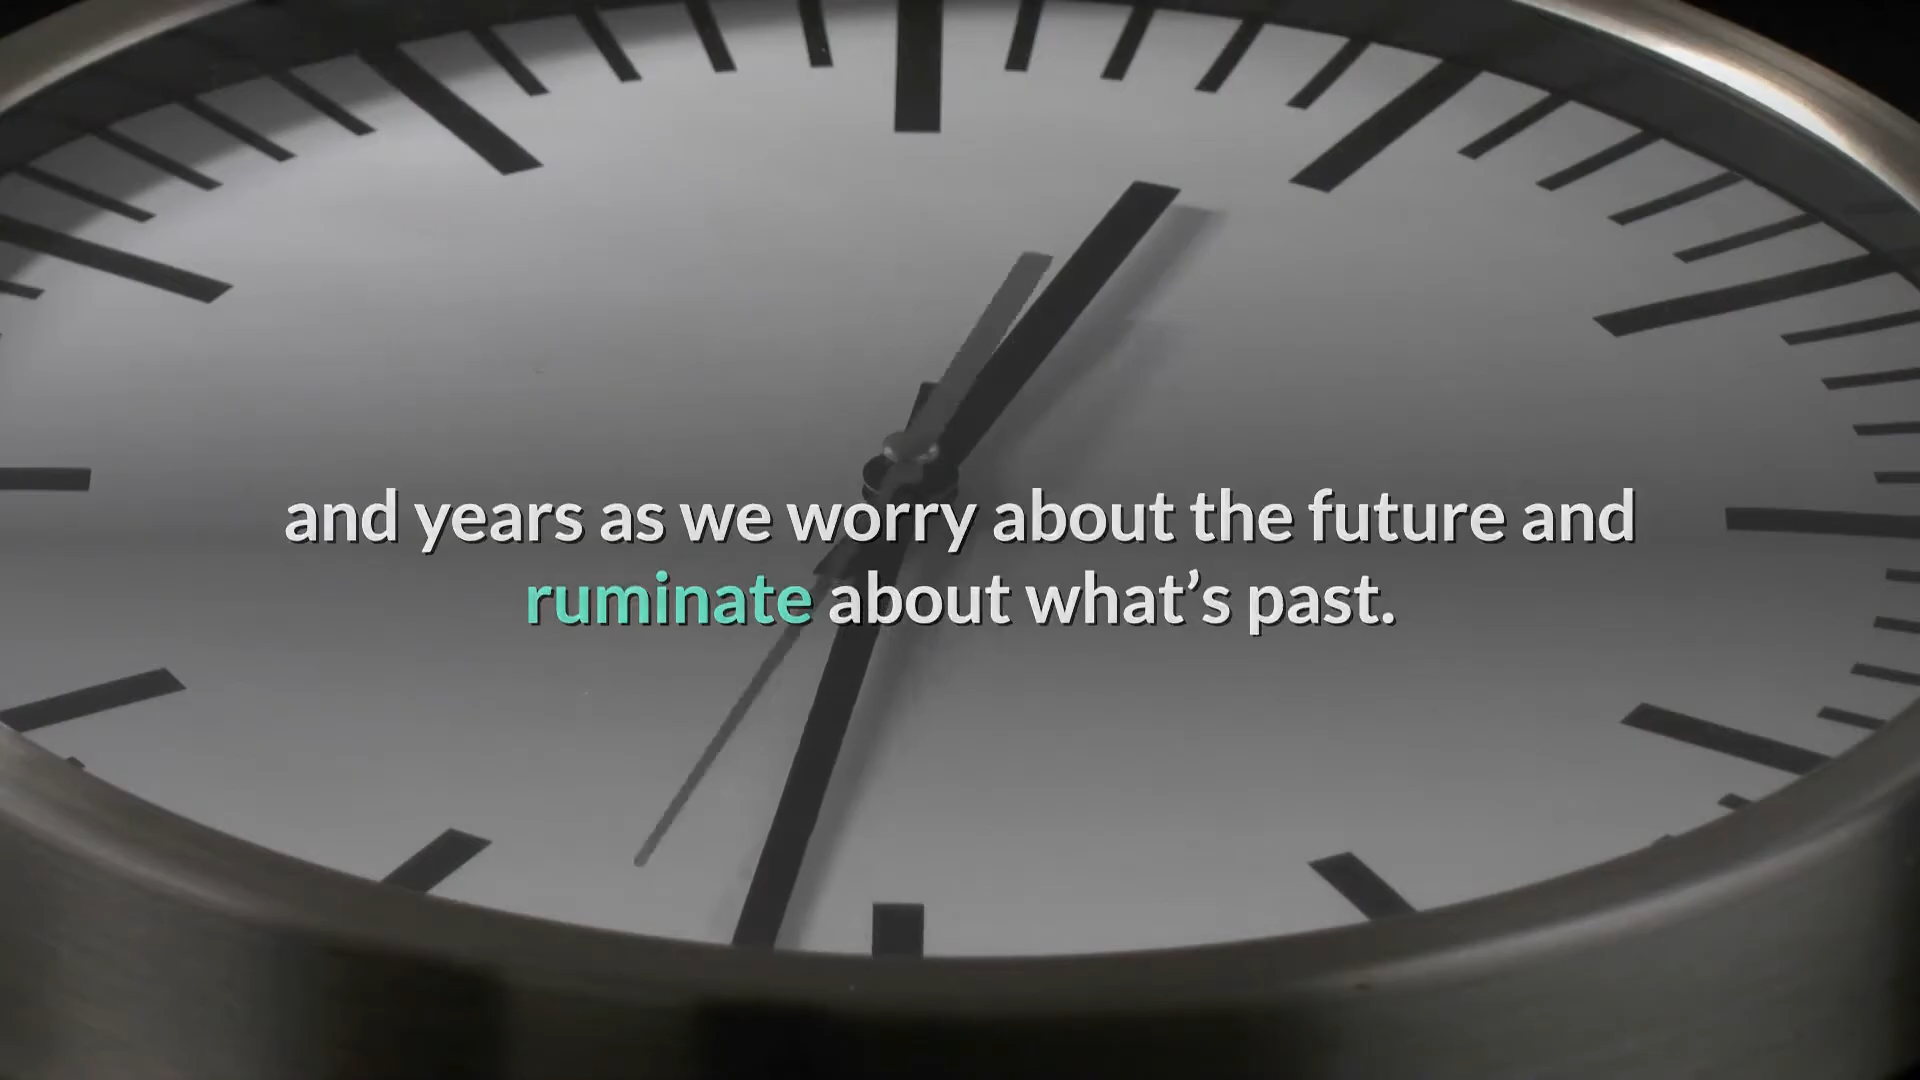 and years as we worry about the future and
ruminate about what’s past.